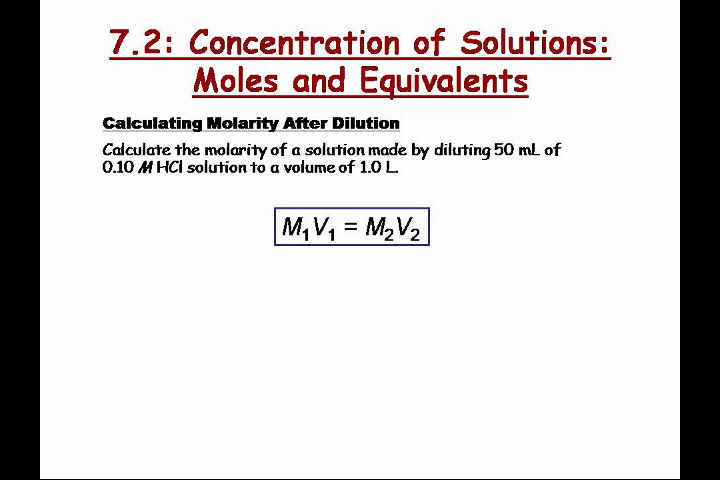 7.2: Concentration of Solutions:
Moles and Equivalents
Calculating Molarity After Dilution
Calculate the molarity of a solution made by diluting 50 mL of
0.10 M HCl solution to a volume of 1.0 L.
M₁V₁ = M₂V₂